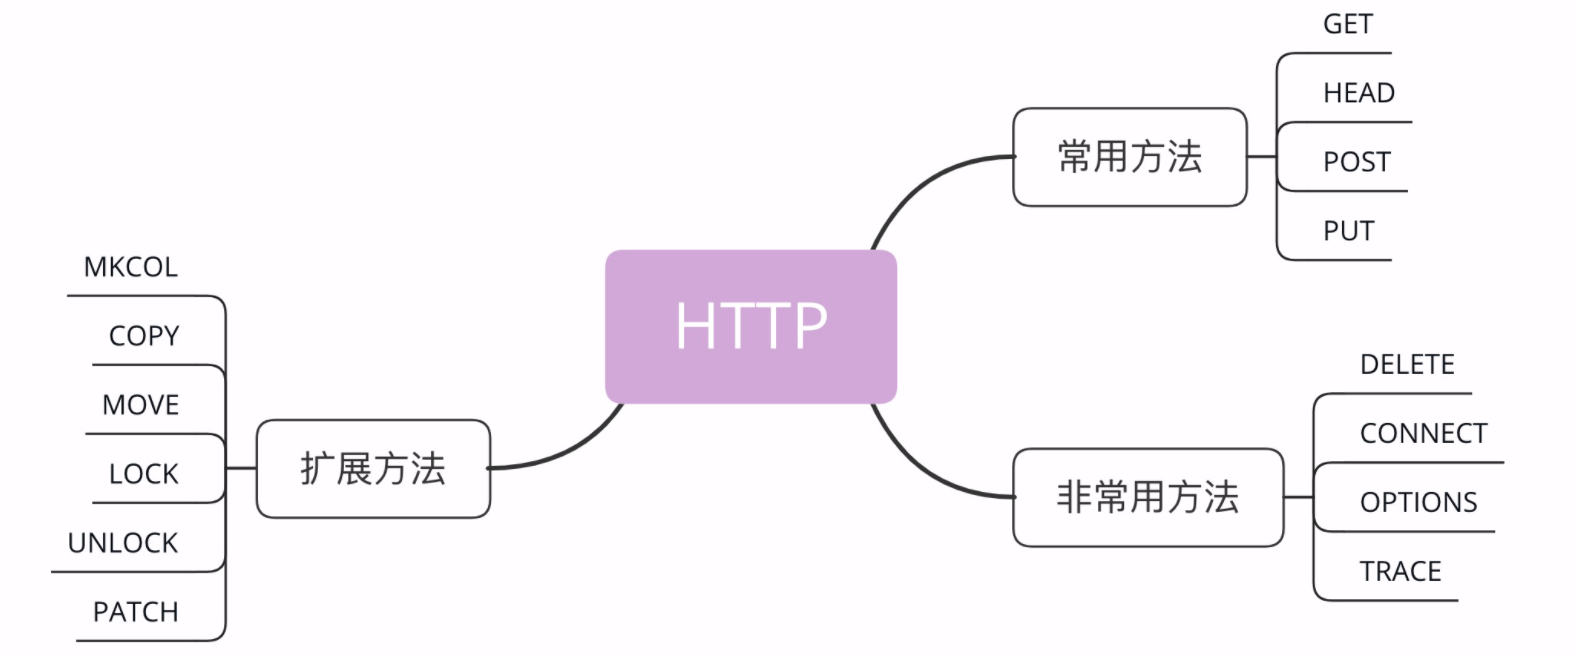 HTTP
常用方法
GET
HEAD
POST
PUT
非常用方法
DELETE
CONNECT
OPTIONS
TRACE
扩展方法
MKCOL
COPY
MOVE
LOCK
UNLOCK
PATCH